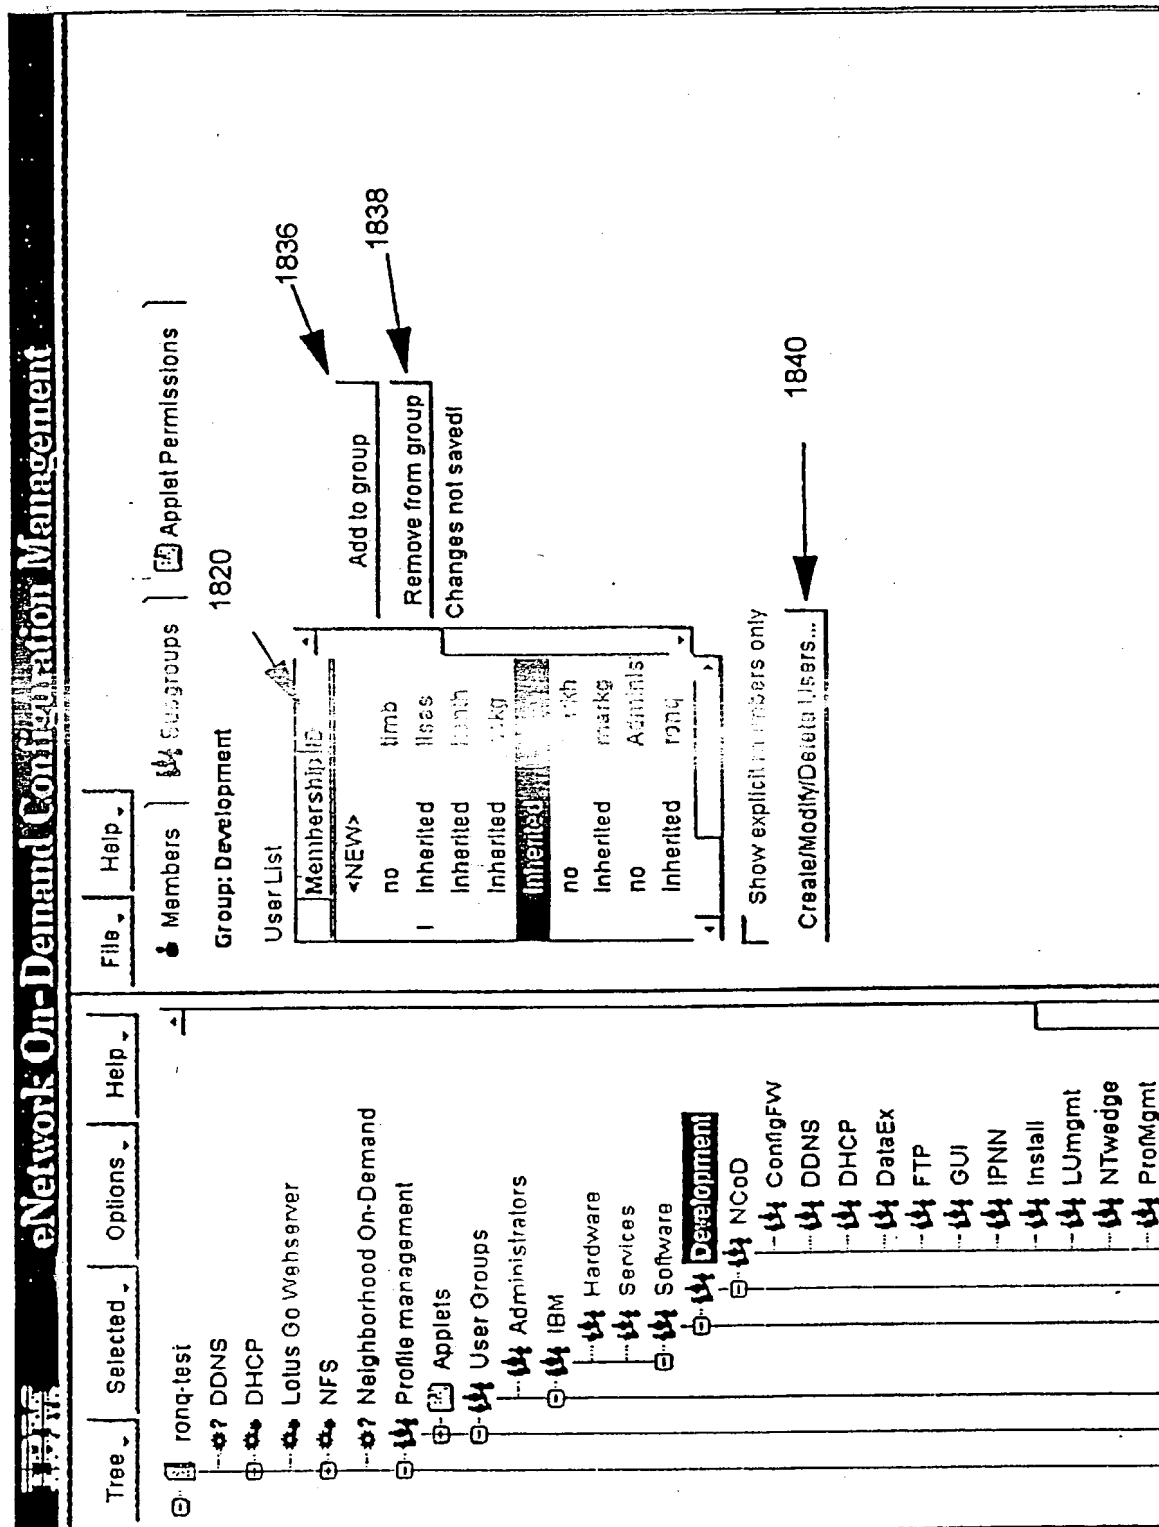 IBM eNetwork On-Demand Configuration Management
Tree Selected Options Help
ronq-test
? DDNS
DHCP
Lotus Go Webserver
NFS
? Neighborhood On-Demand
Profile management
Applets
User Groups
Administrators
IBM
Hardware
Services
Software
Development
NCoD
ConfigFW
DDNS
DHCP
DataEx
FTP
GUI
IPNN
Install
LUmgmt
NTwedge
ProfMgmt
File Help
Members Subgroups Applet Permissions
Group: Development
1820
User List
Membership ID
<NEW>
no timb
Inherited lisas
Inherited
Inherited
Inherited
no
Inherited markg
no Adminis
Inherited ronq
Add to group
1836
Remove from group
1838
Changes not saved!
Show explicit members only
Create/Modify/Delete Users...
1840